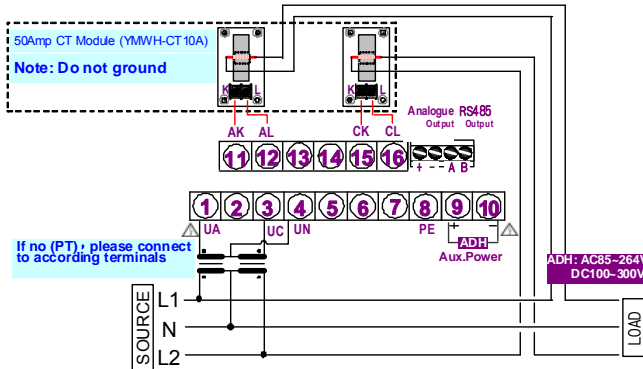 50Amp CT Module (YMWH-CT10A)
Note: Do not ground
K L
K L
AK AL CK CL
Analogue RS485
Output Output
11 12 13 14 15 16 + - A B
1 2 3 4 5 6 7 8 9 10
UA UC UN PE + -
ADH
Aux.Power
If no (PT), please connect
to according terminals
ADH: AC85~264V
DC100~300V
SOURCE
L1
N
L2
LOAD